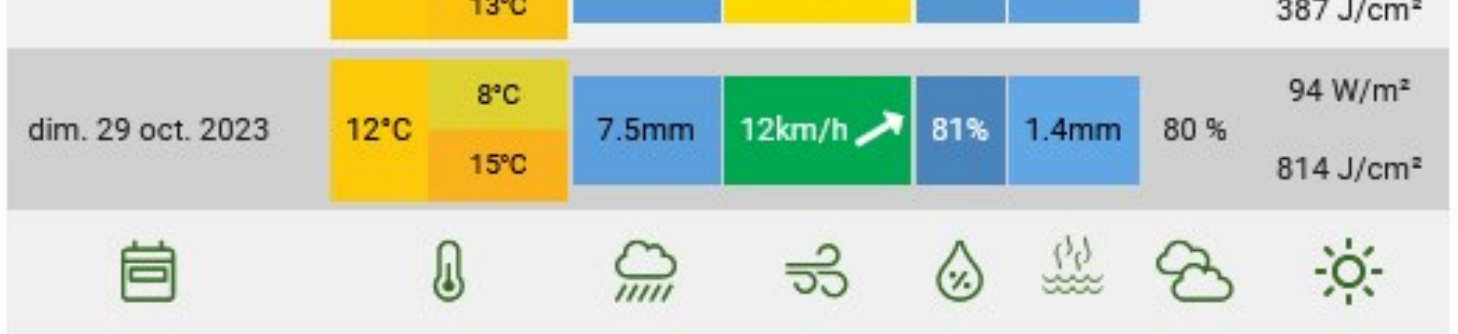 13°C
387 J/cm²
dim. 29 oct. 2023 12°C 8°C 15°C 7.5mm 12km/h 81% 1.4mm 80 % 94 W/m² 814 J/cm²
%